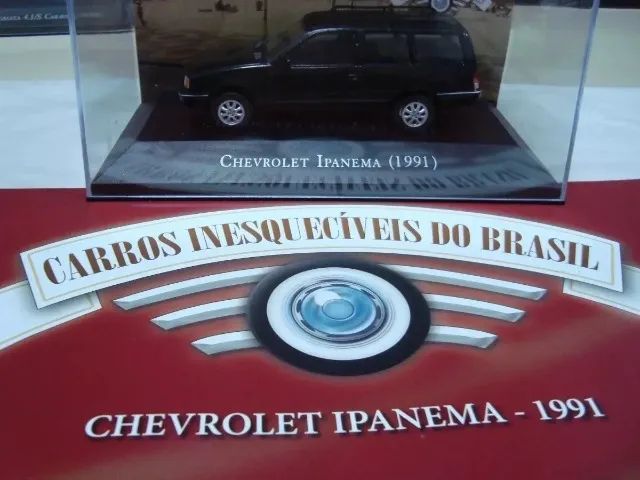 CHEVROLET IPANEMA (1991)
CARROS INESQUECÍVEIS DO BRASIL
CHEVROLET IPANEMA - 1991